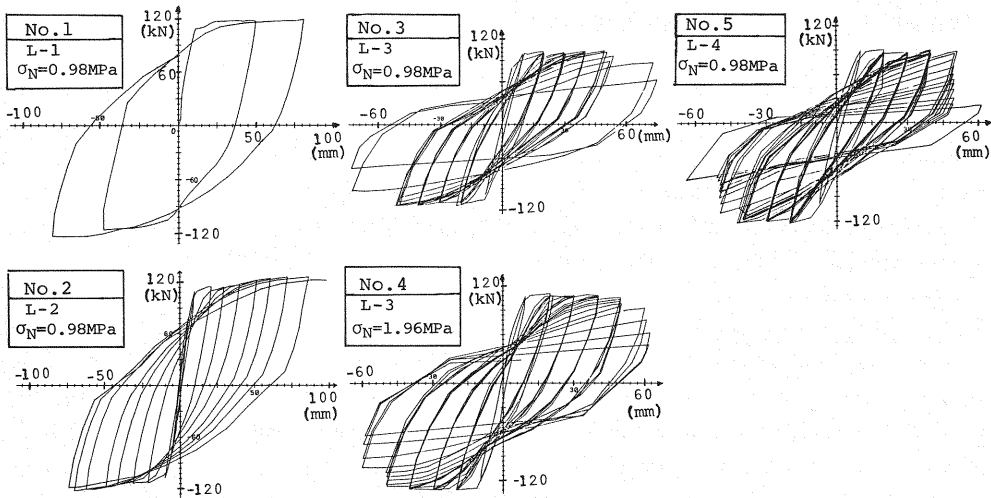 No.1
L-1
σN=0.98MPa
120
(kN)
60
-100
-50
0
50
100
(mm)
-60
-120
No.3
L-3
σN=0.98MPa
120
(kN)
-60
-30
30
60
(mm)
-120
No.5
L-4
σN=0.98MPa
120
(kN)
-60
-30
30
60
(mm)
-120
No.2
L-2
σN=0.98MPa
120
(kN)
60
-100
-50
50
100
(mm)
-60
-120
No.4
L-3
σN=1.96MPa
120
(kN)
-60
-30
30
60
(mm)
-120